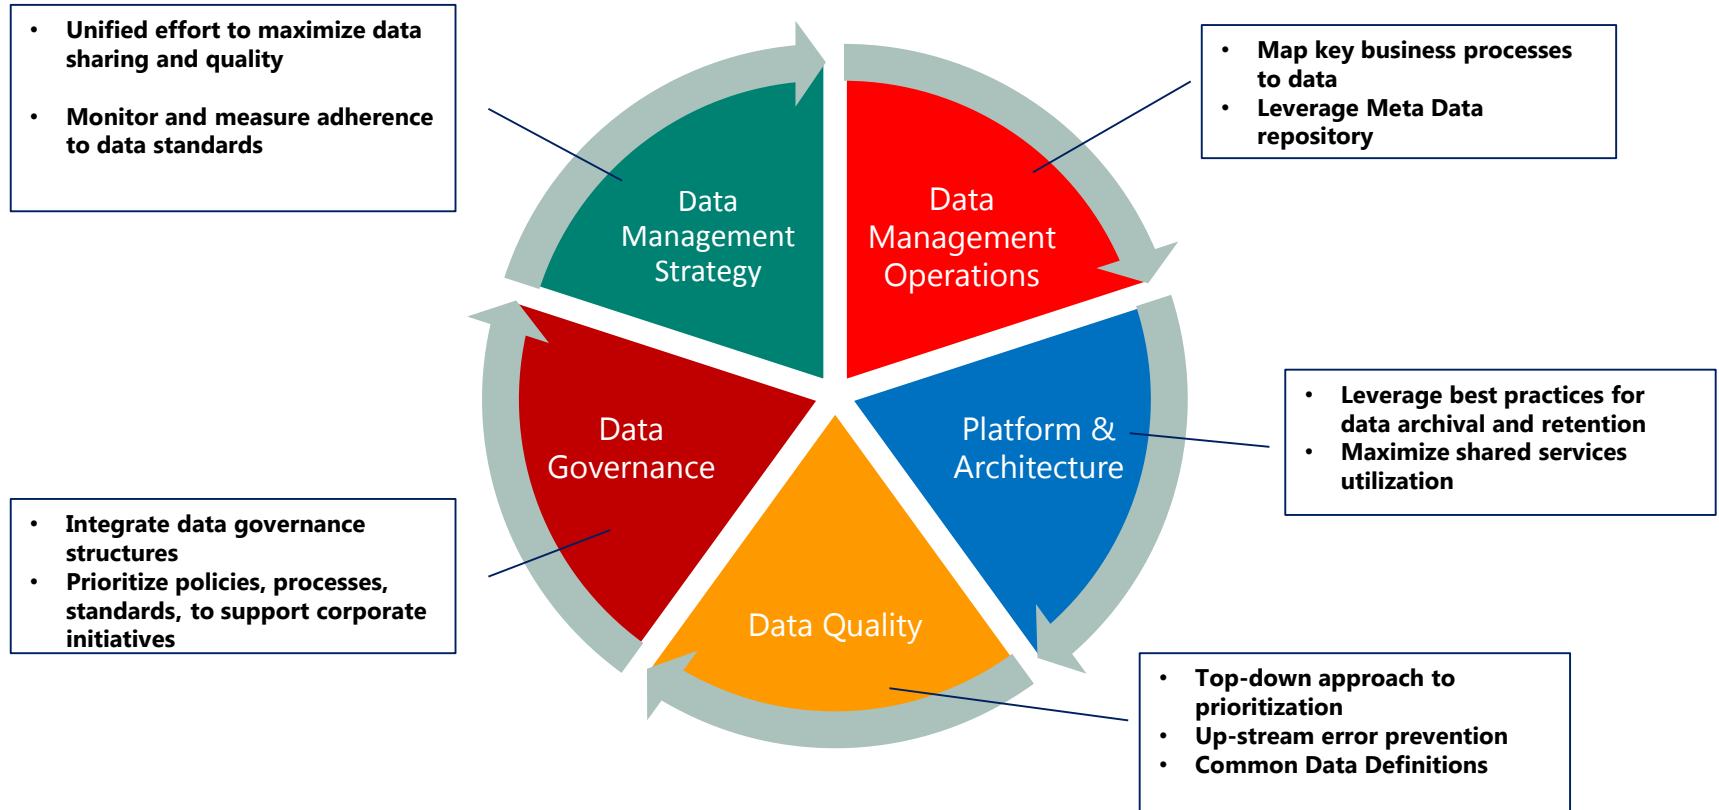 • Unified effort to maximize data
sharing and quality
• Monitor and measure adherence
to data standards
• Map key business processes
to data
• Leverage Meta Data
repository
Data
Management
Strategy
Data
Management
Operations
• Leverage best practices for
data archival and retention
• Maximize shared services
utilization
Data
Governance
Platform &
Architecture
• Integrate data governance
structures
• Prioritize policies, processes,
standards, to support corporate
initiatives
Data Quality
• Top-down approach to
prioritization
• Up-stream error prevention
• Common Data Definitions